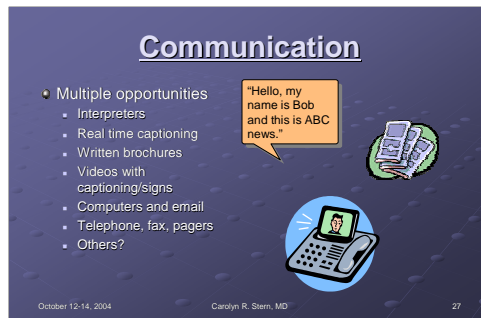 Communication
Multiple opportunities
Interpreters
Real time captioning
Written brochures
Videos with
captioning/signs
Computers and email
Telephone, fax, pagers
Others?
“Hello, my
name is Bob
and this is ABC
news.”
October 12-14, 2004
Carolyn R. Stern, MD
27